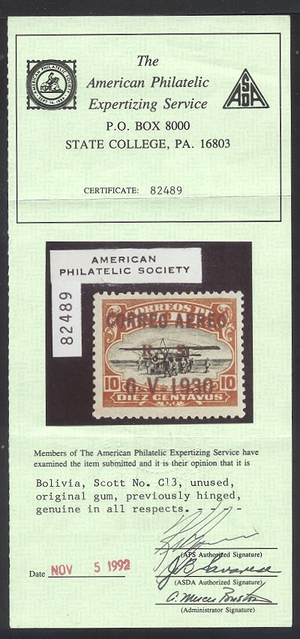 The
American Philatelic
Expertizing Service
P.O. BOX 8000
STATE COLLEGE, PA. 16803
ASDA
CERTIFICATE: 82489
AMERICAN
PHILATELIC SOCIETY
82489
CORREOS DE
CORREO AEREO
6-V-1930
10 10
DIEZ CENTAVOS
Members of The American Philatelic Expertizing Service have
examined the item submitted and it is their opinion that it is
Bolivia, Scott No. C13, unused,
original gum, previously hinged,
genuine in all respects. - - - -
(APS Authorized Signature)
(ASDA Authorized Signature)
Date NOV 5 1992
(Administrator Signature)